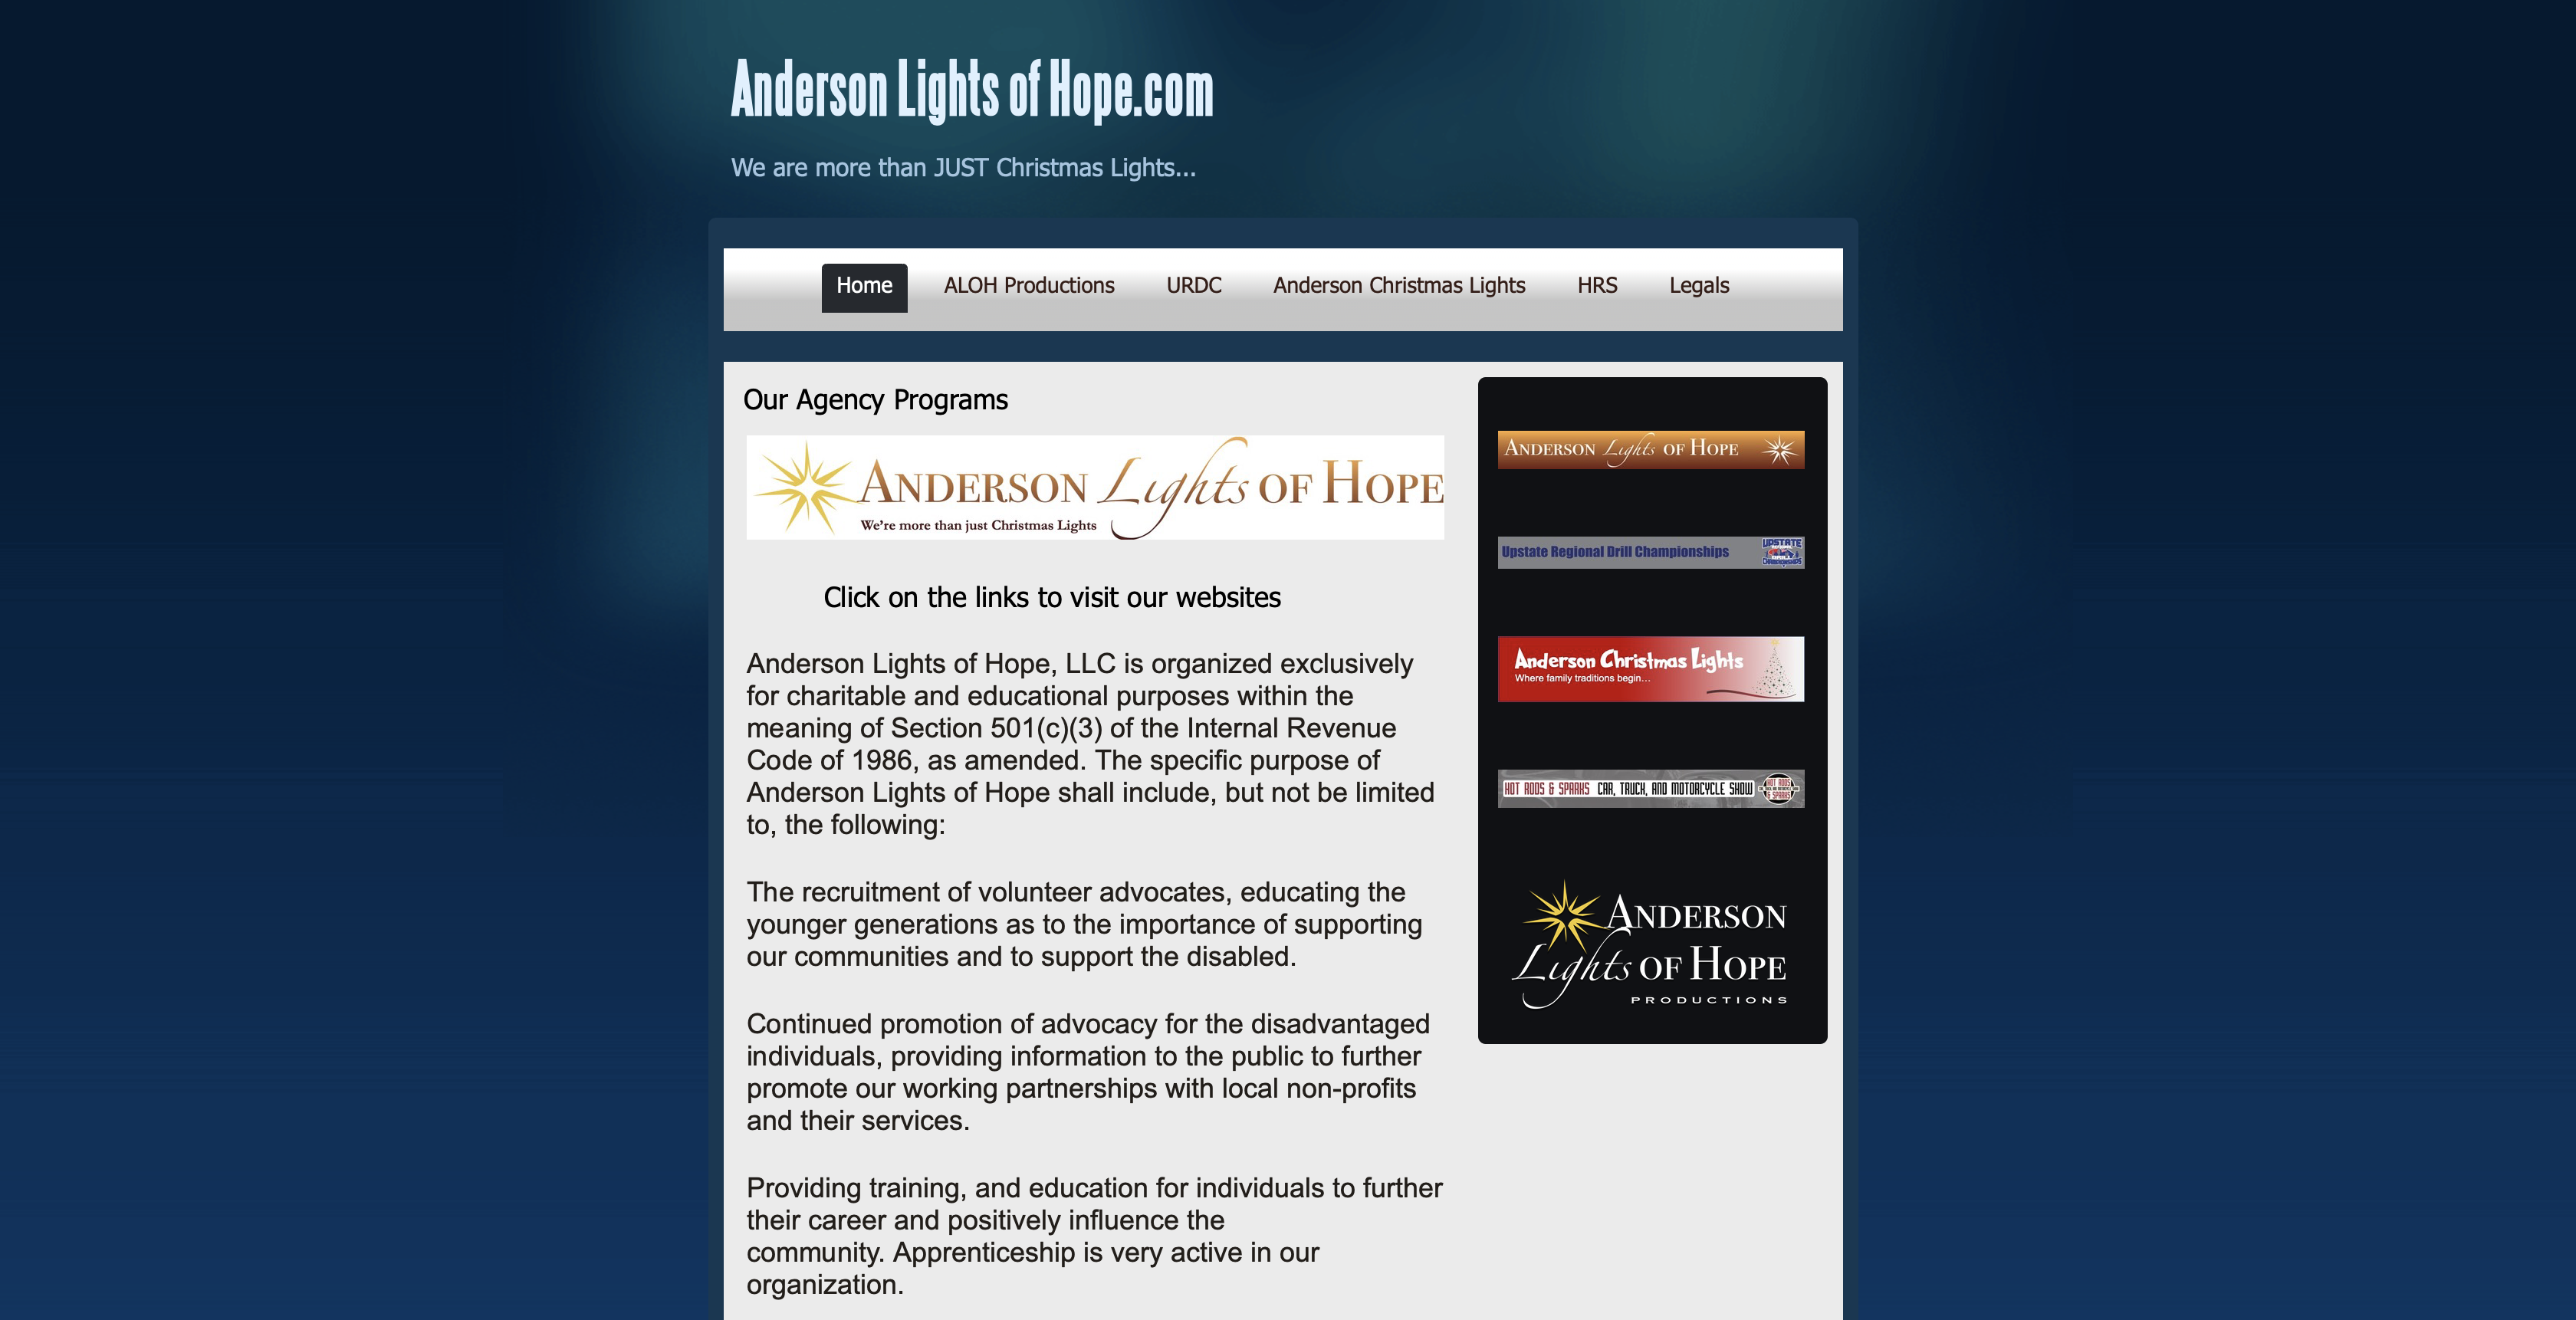 Anderson Lights of Hope.com
We are more than JUST Christmas Lights...
Home ALOH Productions URDC Anderson Christmas Lights HRS Legals
Our Agency Programs
ANDERSON Lights OF HOPE
We're more than just Christmas Lights
Click on the links to visit our websites
Anderson Lights of Hope, LLC is organized exclusively
for charitable and educational purposes within the
meaning of Section 501(c)(3) of the Internal Revenue
Code of 1986, as amended. The specific purpose of
Anderson Lights of Hope shall include, but not be limited
to, the following:
The recruitment of volunteer advocates, educating the
younger generations as to the importance of supporting
our communities and to support the disabled.
Continued promotion of advocacy for the disadvantaged
individuals, providing information to the public to further
promote our working partnerships with local non-profits
and their services.
Providing training, and education for individuals to further
their career and positively influence the
community. Apprenticeship is very active in our
organization.
ANDERSON Lights OF HOPE
Upstate Regional Drill Championships
UPSTATE
REGIONAL
DRILL
CHAMPIONSHIPS
Anderson Christmas Lights
Where family traditions begin...
HOT RODS & SPARKS CAR, TRUCK, AND MOTORCYCLE SHOW
HOT RODS
& SPARKS
ANDERSON
Lights OF HOPE
PRODUCTIONS